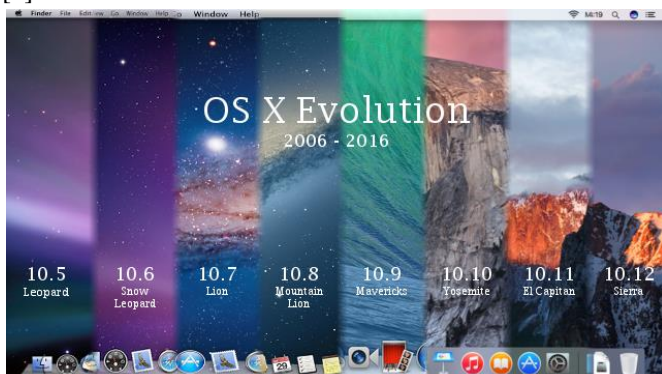 Finder File Edit View Go Window Help Go Window Help
OS X Evolution
2006 - 2016
10.5
Leopard
10.6
Snow
Leopard
10.7
Lion
10.8
Mountain
Lion
10.9
Mavericks
10.10
Yosemite
10.11
El Capitan
10.12
Sierra
29